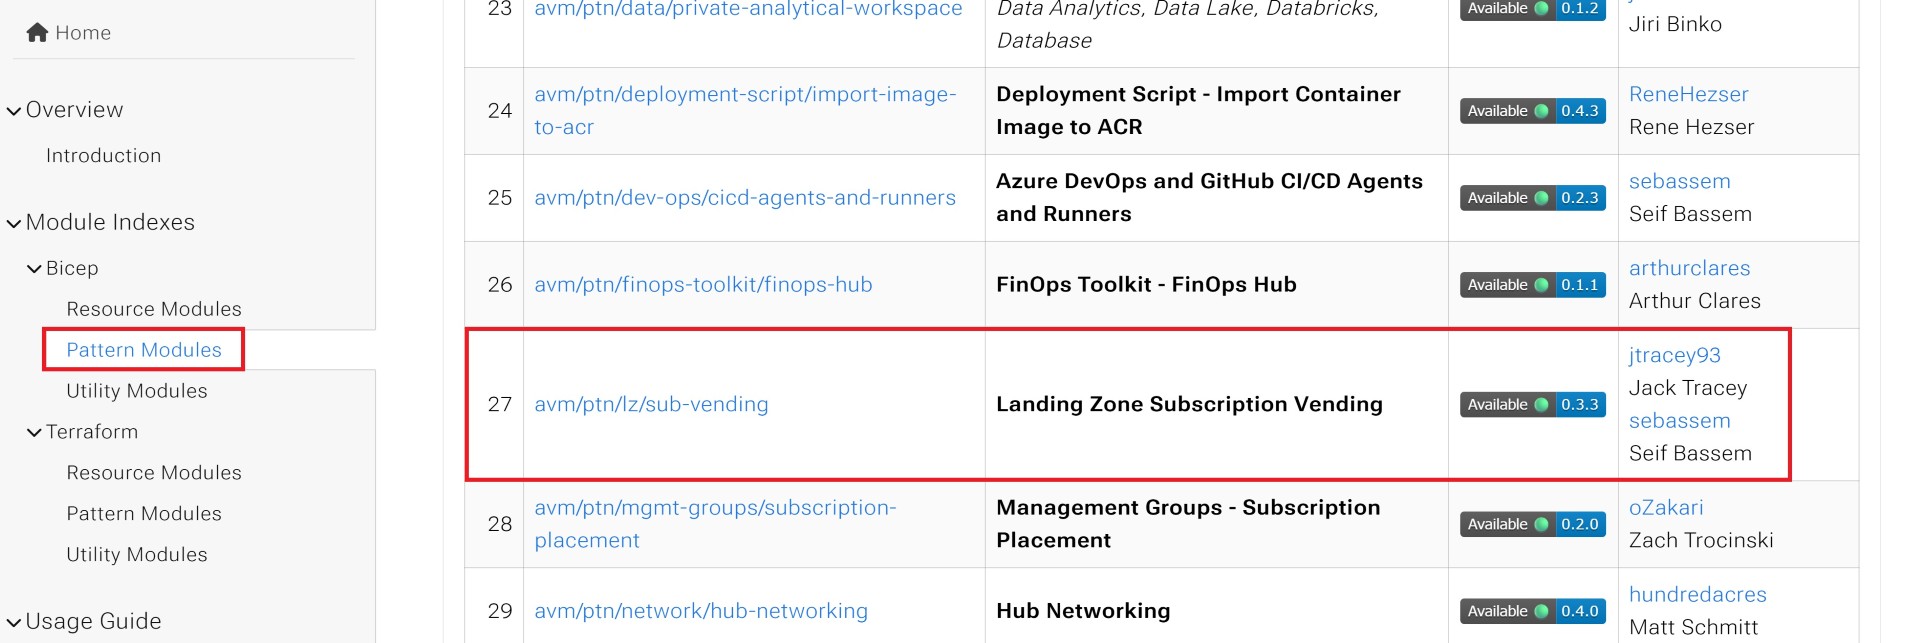 Home
Overview
Introduction
Module Indexes
Bicep
Resource Modules
Pattern Modules
Utility Modules
Terraform
Resource Modules
Pattern Modules
Utility Modules
Usage Guide
23 avm/ptn/data/private-analytical-workspace Data Analytics, Data Lake, Databricks, Available 0.1.2
Database
Jiri Binko
24 avm/ptn/deployment-script/import-image-
to-acr
Deployment Script - Import Container
Image to ACR
Available 0.4.3
ReneHezser
Rene Hezser
25 avm/ptn/dev-ops/cicd-agents-and-runners
Azure DevOps and GitHub CI/CD Agents
and Runners
Available 0.2.3
sebassem
Seif Bassem
26 avm/ptn/finops-toolkit/finops-hub
FinOps Toolkit - FinOps Hub
Available 0.1.1
arthurclares
Arthur Clares
27 avm/ptn/lz/sub-vending
Landing Zone Subscription Vending
Available 0.3.3
jtracey93
Jack Tracey
sebassem
Seif Bassem
28 avm/ptn/mgmt-groups/subscription-
placement
Management Groups - Subscription
Placement
Available 0.2.0
oZakari
Zach Trocinski
29 avm/ptn/network/hub-networking
Hub Networking
Available 0.4.0
hundredacres
Matt Schmitt